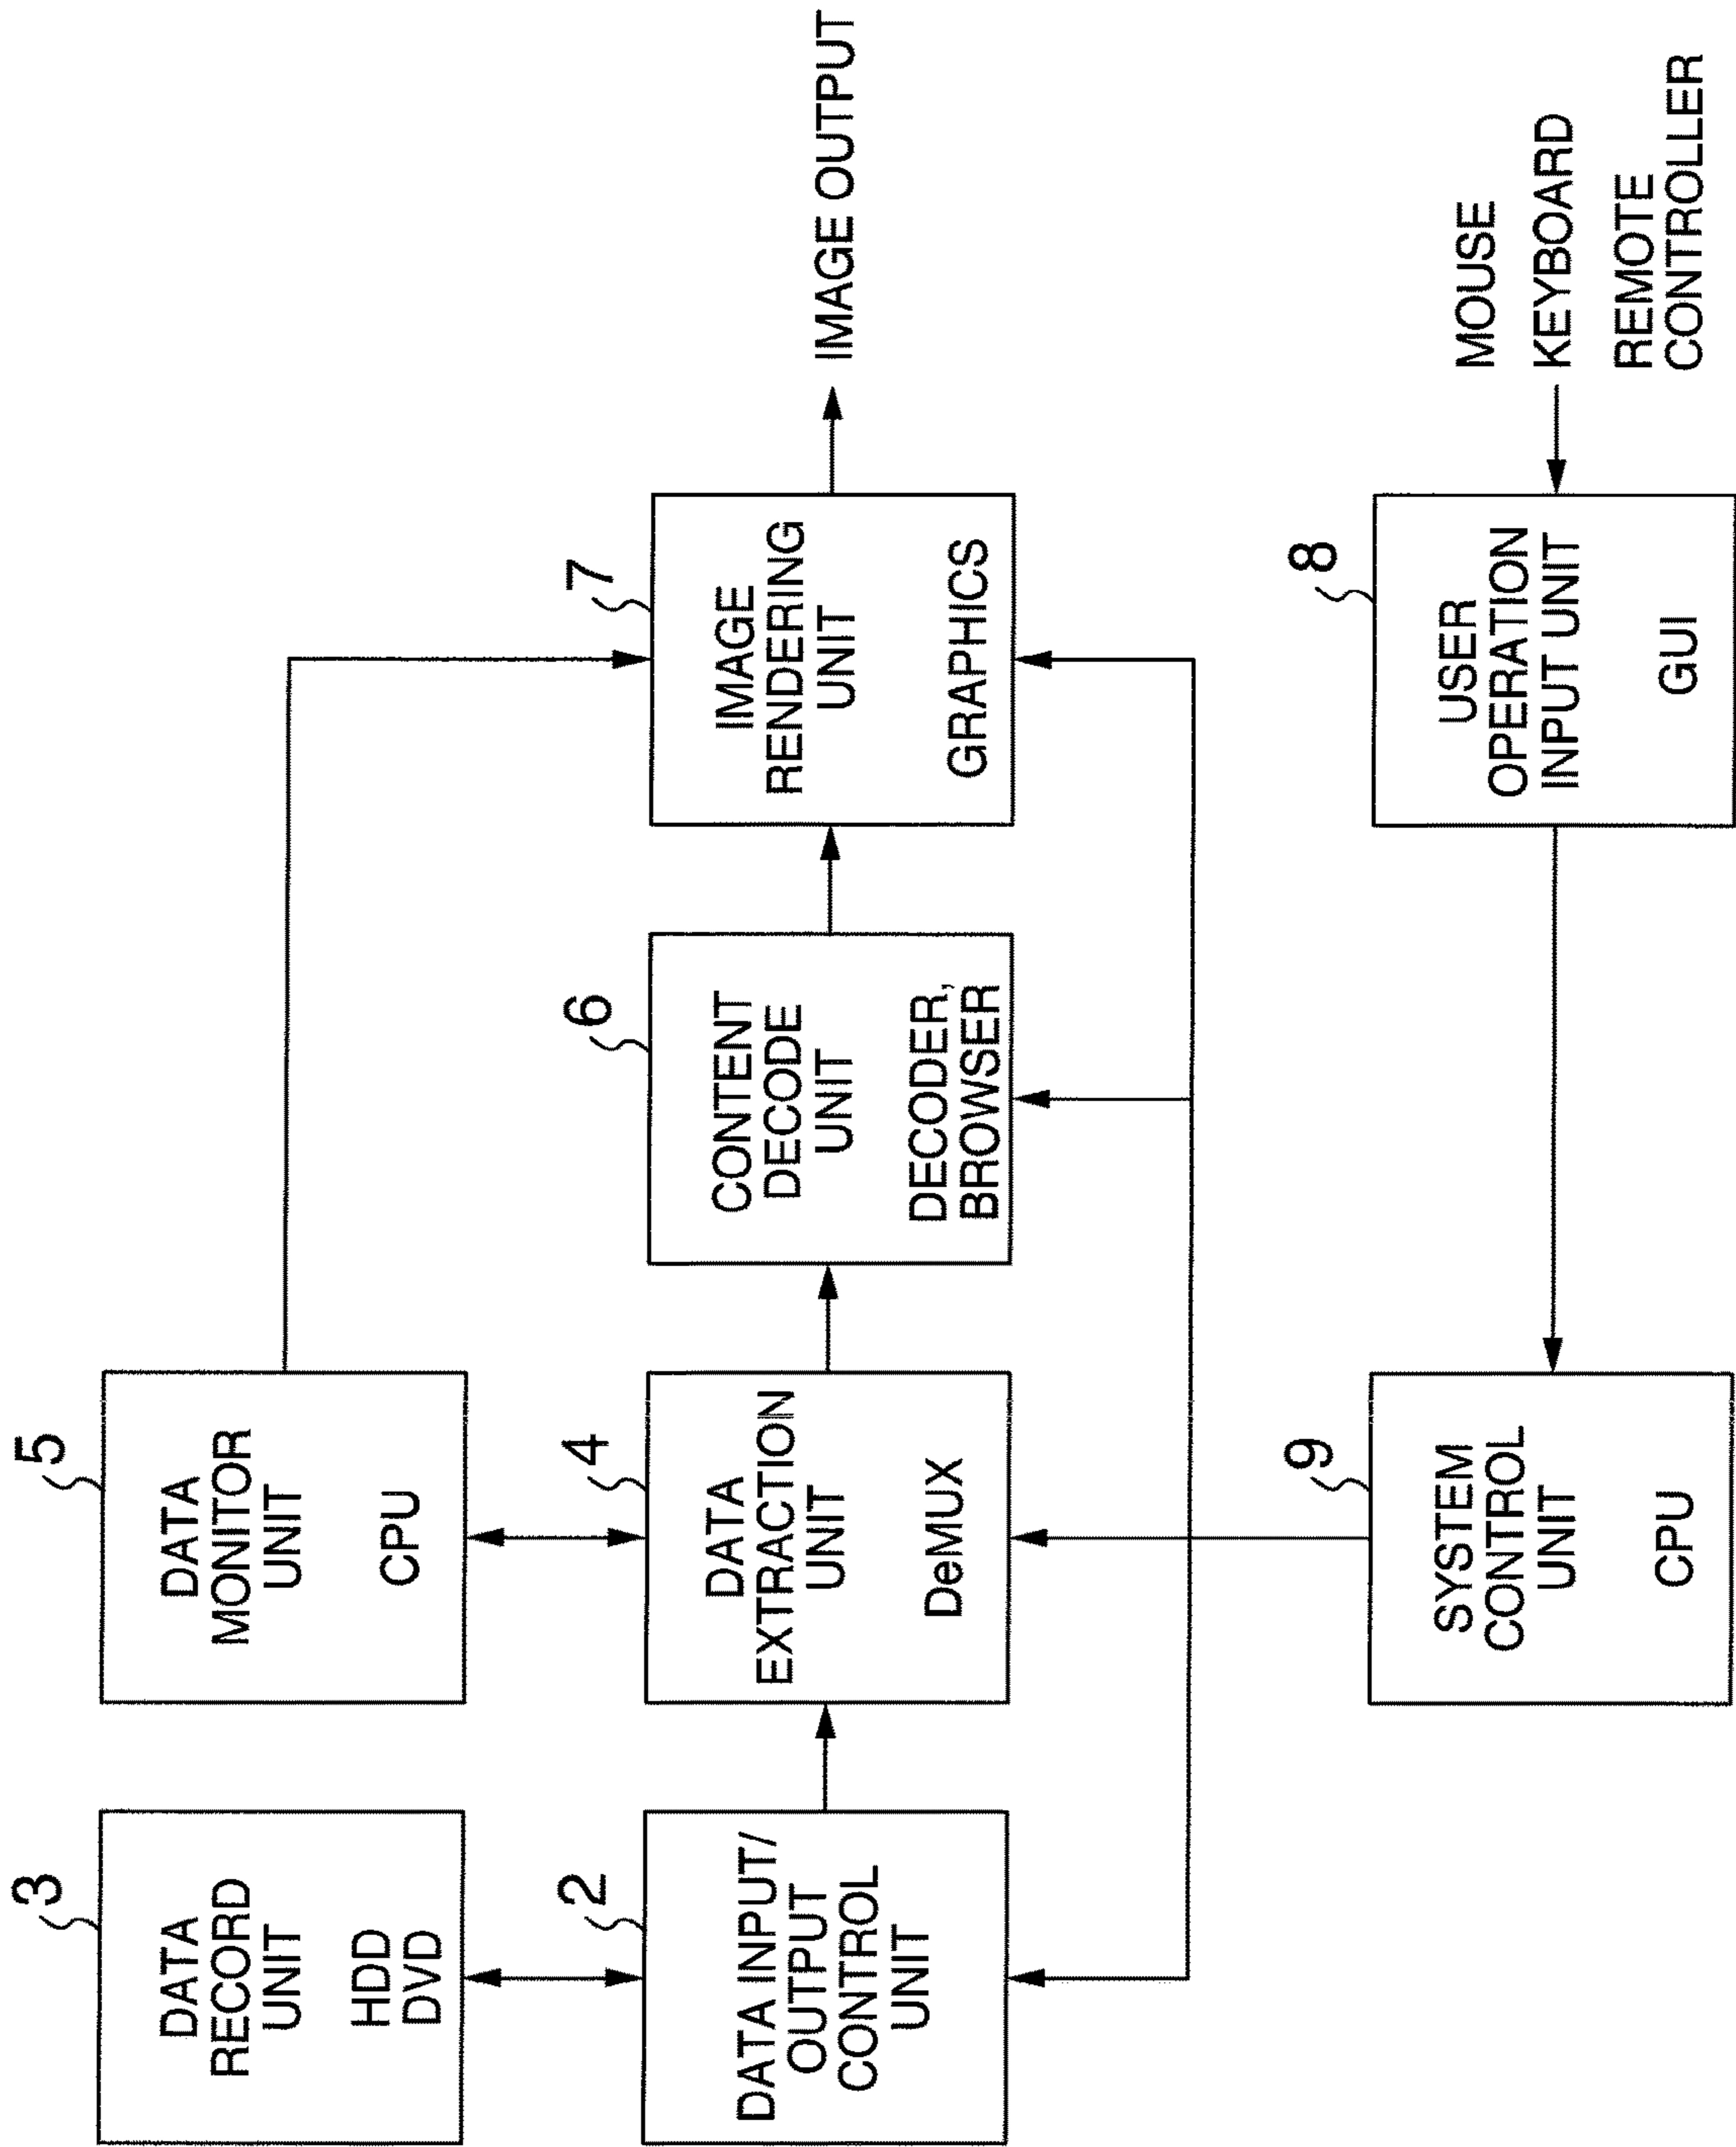 3
DATA
RECORD
UNIT
HDD
DVD
5
DATA
MONITOR
UNIT
CPU
2
DATA INPUT/
OUTPUT
CONTROL
UNIT
4
DATA
EXTRACTION
UNIT
DeMUX
6
CONTENT
DECODE
UNIT
DECODER,
BROWSER
7
IMAGE
RENDERING
UNIT
GRAPHICS
IMAGE OUTPUT
9
SYSTEM
CONTROL
UNIT
CPU
8
USER
OPERATION
INPUT UNIT
GUI
MOUSE
KEYBOARD
REMOTE
CONTROLLER